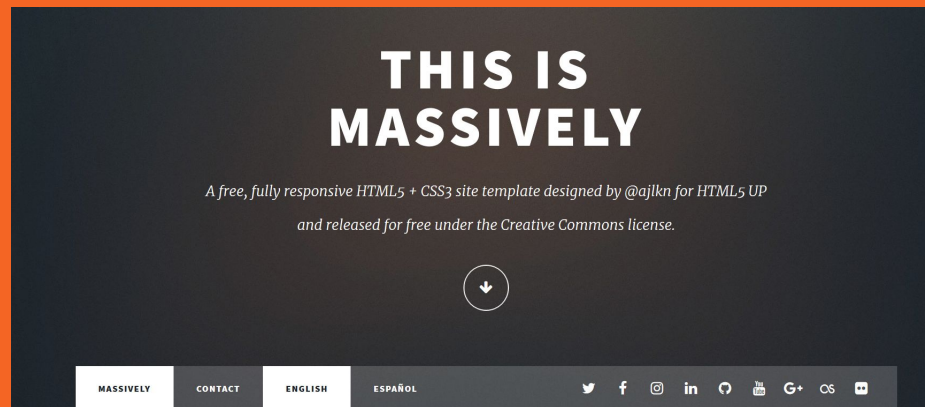 THIS IS
MASSIVELY
A free, fully responsive HTML5 + CSS3 site template designed by @ajlkn for HTML5 UP
and released for free under the Creative Commons license.
MASSIVELY CONTACT ENGLISH ESPAÑOL